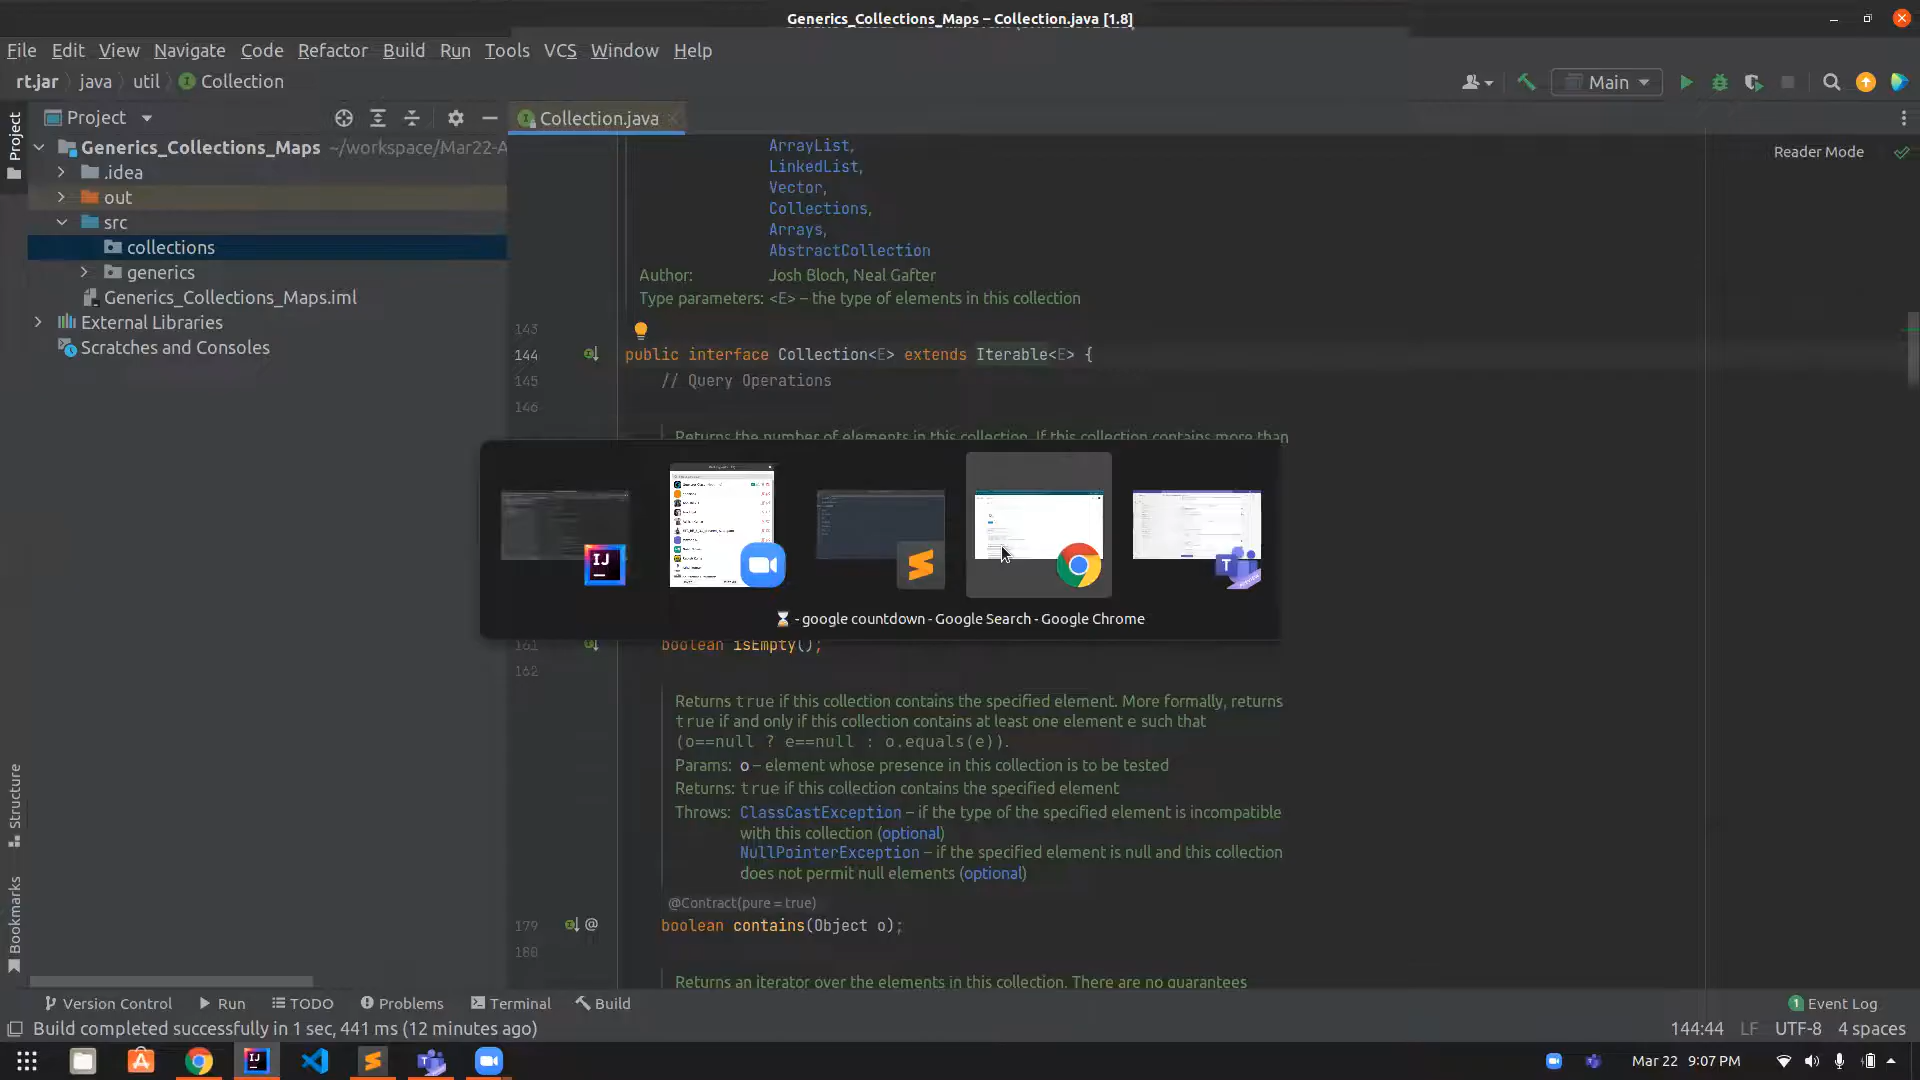 Generics_Collections_Maps – Collection.java [1.8]
File Edit View Navigate Code Refactor Build Run Tools VCS Window Help
rt.jar java util Collection
Main
Project
Collection.java
Project
Generics_Collections_Maps ~/workspace/Mar22-A
.idea
out
src
collections
generics
Generics_Collections_Maps.iml
External Libraries
Scratches and Consoles
Reader Mode
ArrayList,
LinkedList,
Vector,
Collections,
Arrays,
AbstractCollection
Author: Josh Bloch, Neal Gafter
Type parameters: <E> – the type of elements in this collection
143
144 public interface Collection<E> extends Iterable<E> {
145 // Query Operations
146
Returns the number of elements in this collection. If this collection contains more than
⏳ - google countdown - Google Search - Google Chrome
161 boolean isEmpty();
162
Returns true if this collection contains the specified element. More formally, returns
true if and only if this collection contains at least one element e such that
(o==null ? e==null : o.equals(e)).
Params: o – element whose presence in this collection is to be tested
Returns: true if this collection contains the specified element
Throws: ClassCastException – if the type of the specified element is incompatible
with this collection (optional)
NullPointerException – if the specified element is null and this collection
does not permit null elements (optional)
@Contract(pure = true)
179 @ boolean contains(Object o);
180
Returns an iterator over the elements in this collection. There are no guarantees
Structure
Bookmarks
Version Control Run TODO Problems Terminal Build
1 Event Log
Build completed successfully in 1 sec, 441 ms (12 minutes ago)
144:44 LF UTF-8 4 spaces
Mar 22 9:07 PM